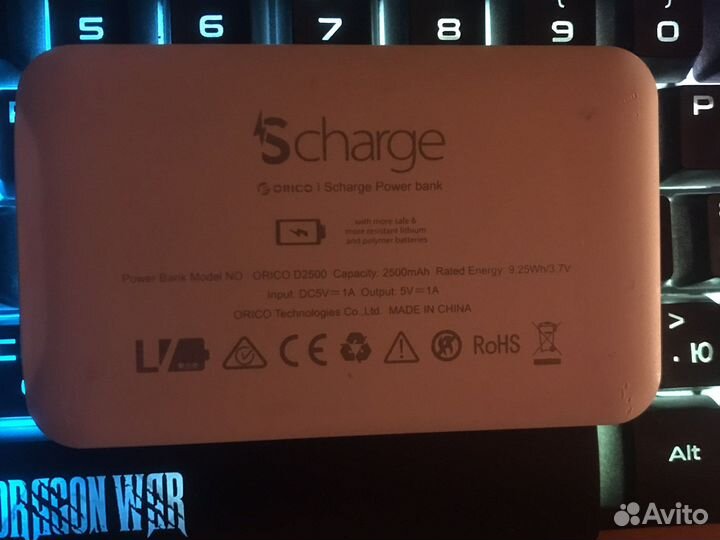 5 6 7 8 9 0
( )
P
Scharge
ORICO | Scharge Power bank
with more safe &
more resistant lithium
and polymer batteries
Power Bank Model NO ORICO D2500 Capacity: 2500mAh Rated Energy: 9.25Wh/3.7V
Input: DC5V⎓1A Output: 5V⎓1A
ORICO Technologies Co.,Ltd. MADE IN CHINA
CE RoHS
>
. Ю
Alt
DRAGON WAR
Avito